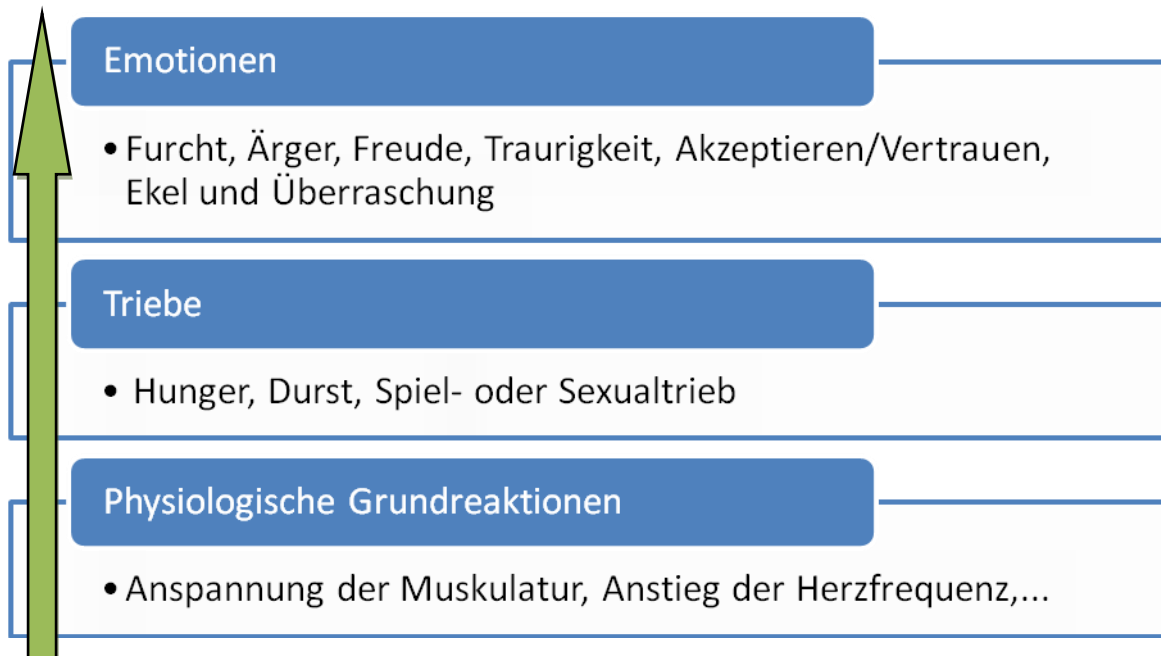 Emotionen
• Furcht, Ärger, Freude, Traurigkeit, Akzeptieren/Vertrauen,
Ekel und Überraschung
Triebe
• Hunger, Durst, Spiel- oder Sexualtrieb
Physiologische Grundreaktionen
• Anspannung der Muskulatur, Anstieg der Herzfrequenz,...